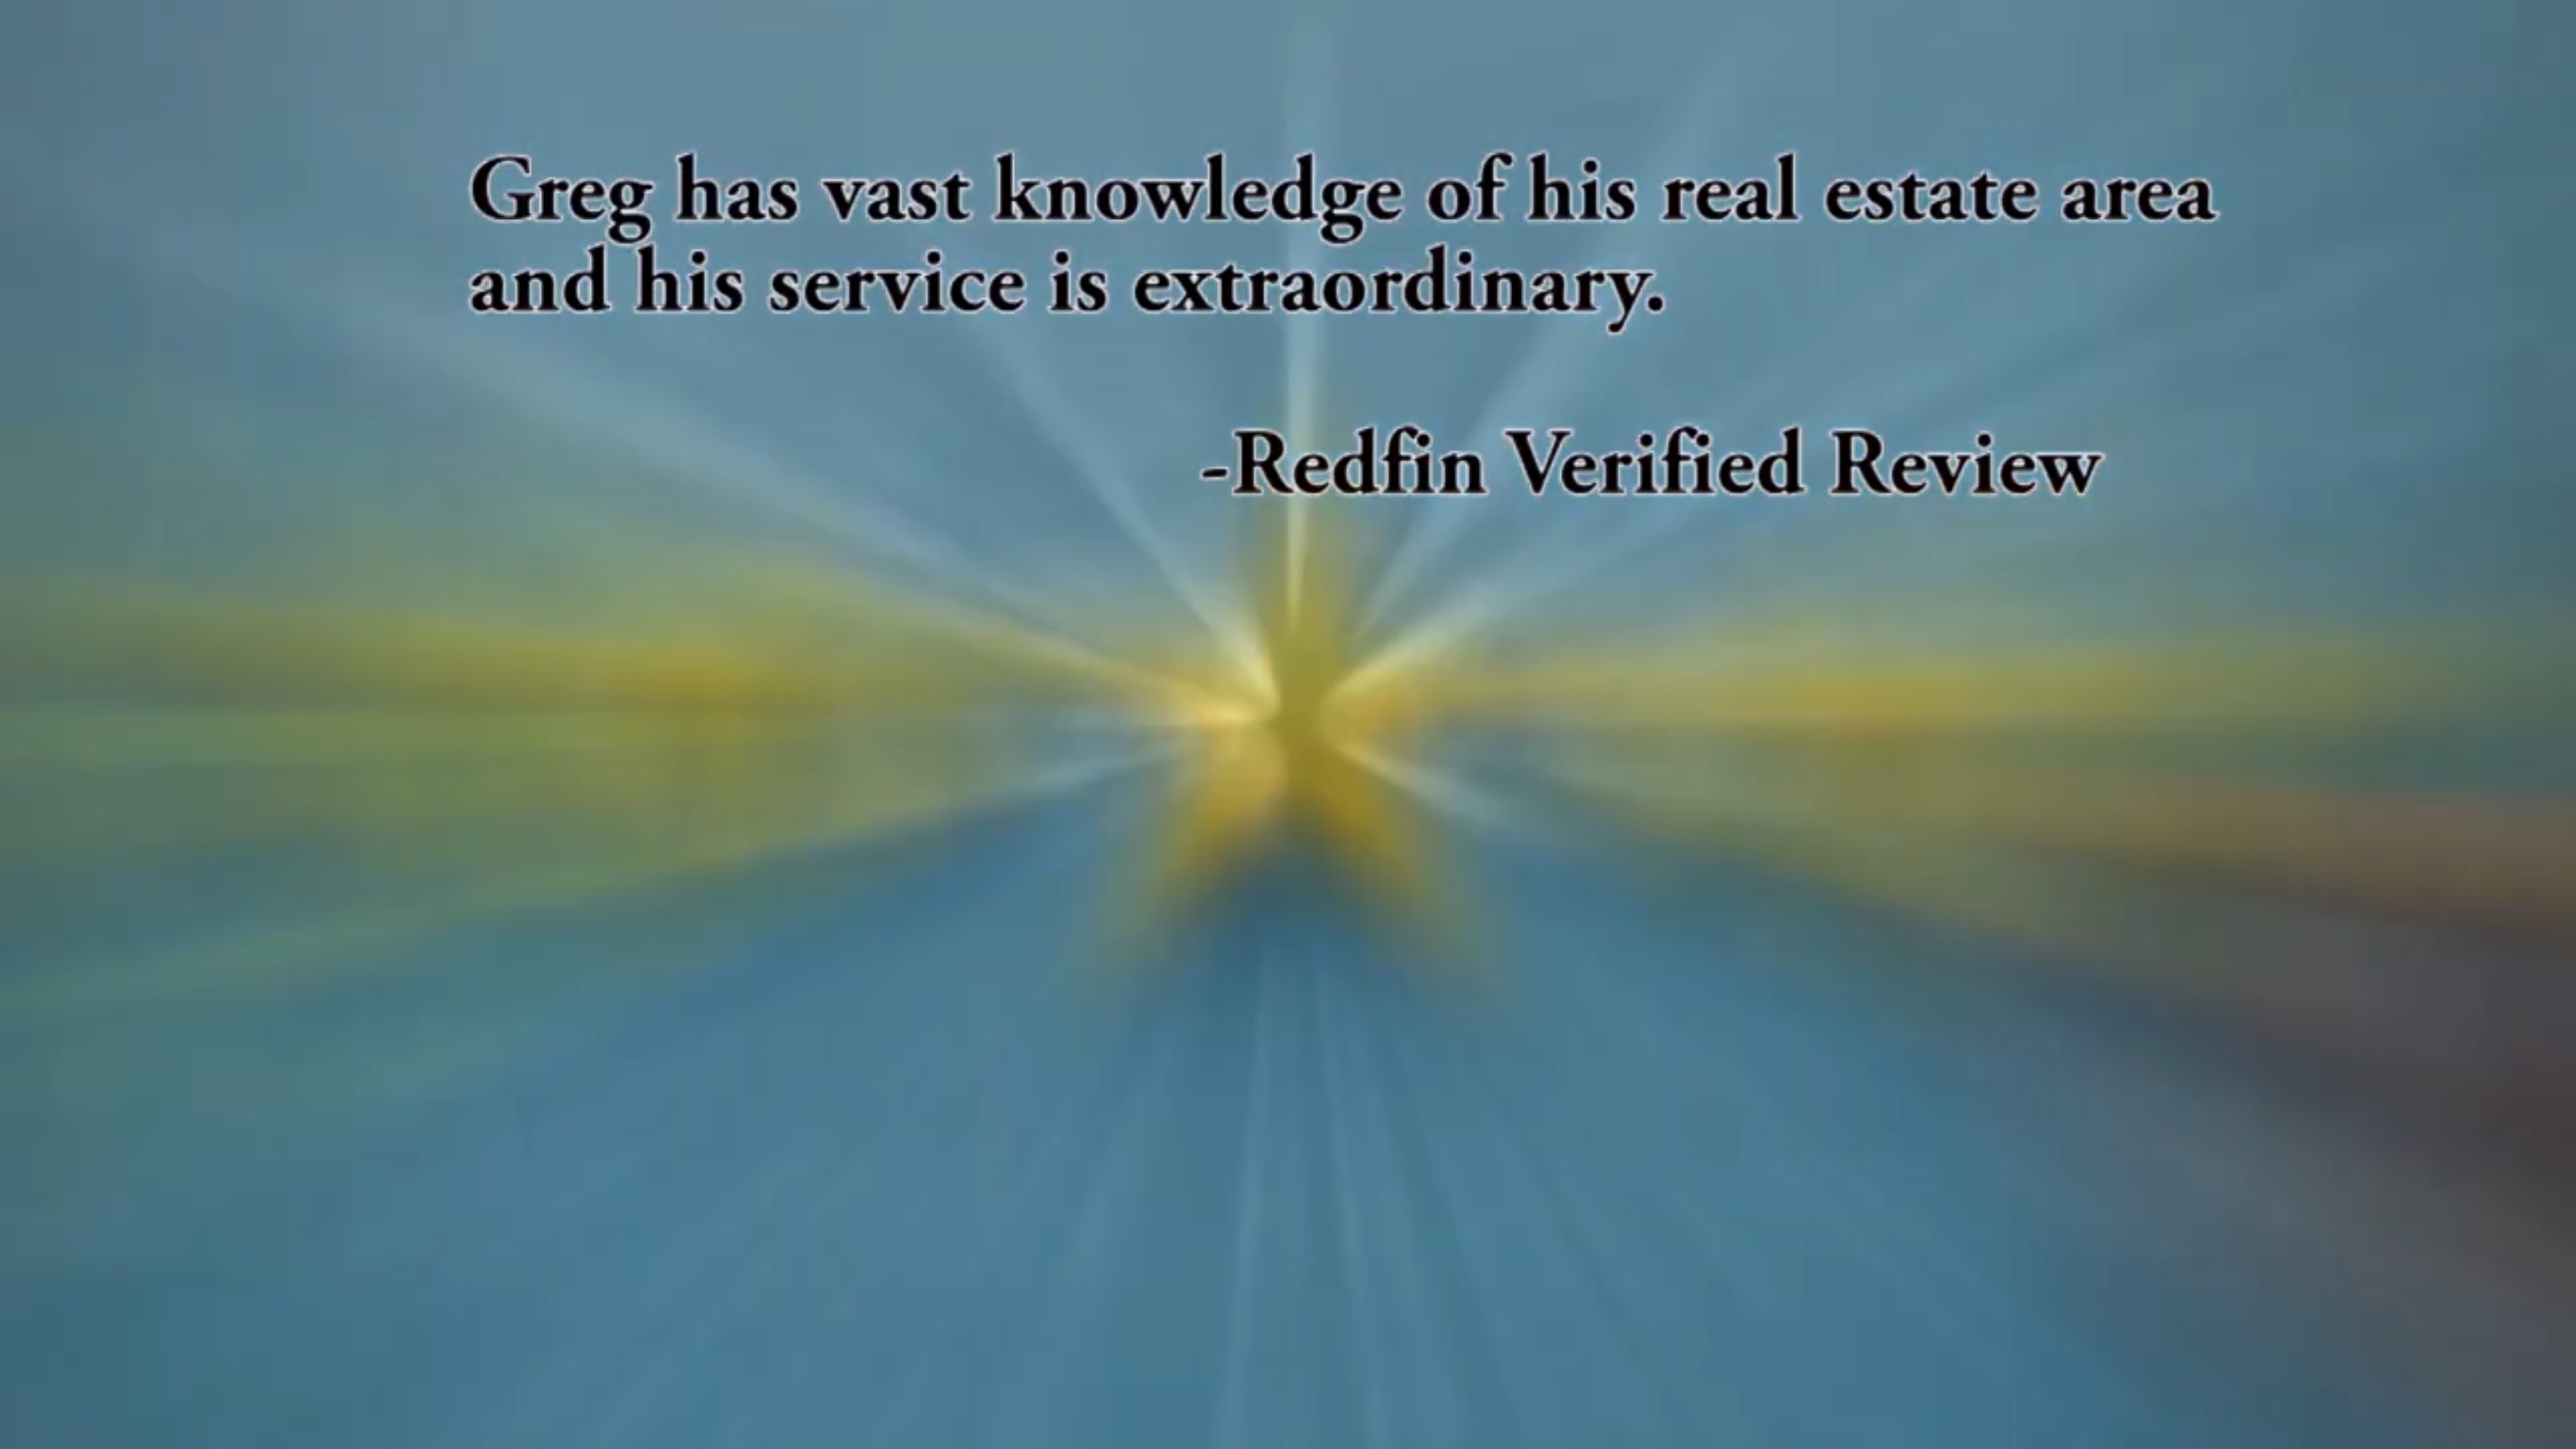 Greg has vast knowledge of his real estate area
and his service is extraordinary.
-Redfin Verified Review